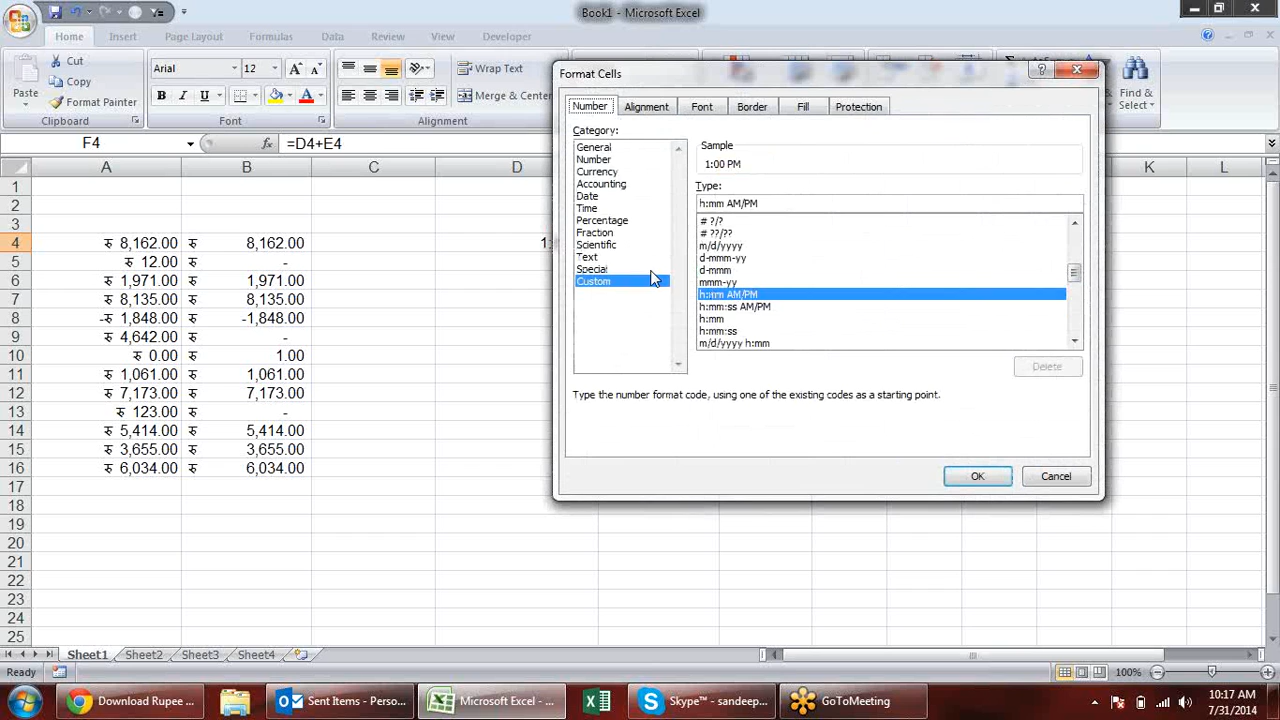 Book1 - Microsoft Excel
Home Insert Page Layout Formulas Data Review View Developer
Paste
Cut
Copy
Format Painter
Clipboard
Arial 12
B I U
Font
Wrap Text
Merge & Center
Alignment
Find &
Select
F4 fx =D4+E4
A B C D K L
1
2
3
4 रु 8,162.00 रु 8,162.00
5 रु 12.00 रु -
6 रु 1,971.00 रु 1,971.00
7 रु 8,135.00 रु 8,135.00
8 -रु 1,848.00 रु -1,848.00
9 रु 4,642.00 रु -
10 रु 0.00 रु 1.00
11 रु 1,061.00 रु 1,061.00
12 रु 7,173.00 रु 7,173.00
13 रु 123.00 रु -
14 रु 5,414.00 रु 5,414.00
15 रु 3,655.00 रु 3,655.00
16 रु 6,034.00 रु 6,034.00
17
18
19
20
21
22
23
24
25
Format Cells
Number Alignment Font Border Fill Protection
Category:
General
Number
Currency
Accounting
Date
Time
Percentage
Fraction
Scientific
Text
Special
Custom
Sample
1:00 PM
Type:
h:mm AM/PM
# ?/?
# ??/??
m/d/yyyy
d-mmm-yy
d-mmm
mmm-yy
h:mm AM/PM
h:mm:ss AM/PM
h:mm
h:mm:ss
m/d/yyyy h:mm
Delete
Type the number format code, using one of the existing codes as a starting point.
OK Cancel
Sheet1 Sheet2 Sheet3 Sheet4
Ready 100%
Download Rupee ... Sent Items - Perso... Microsoft Excel - ... Skype™ - sandeep... GoToMeeting
10:17 AM
7/31/2014